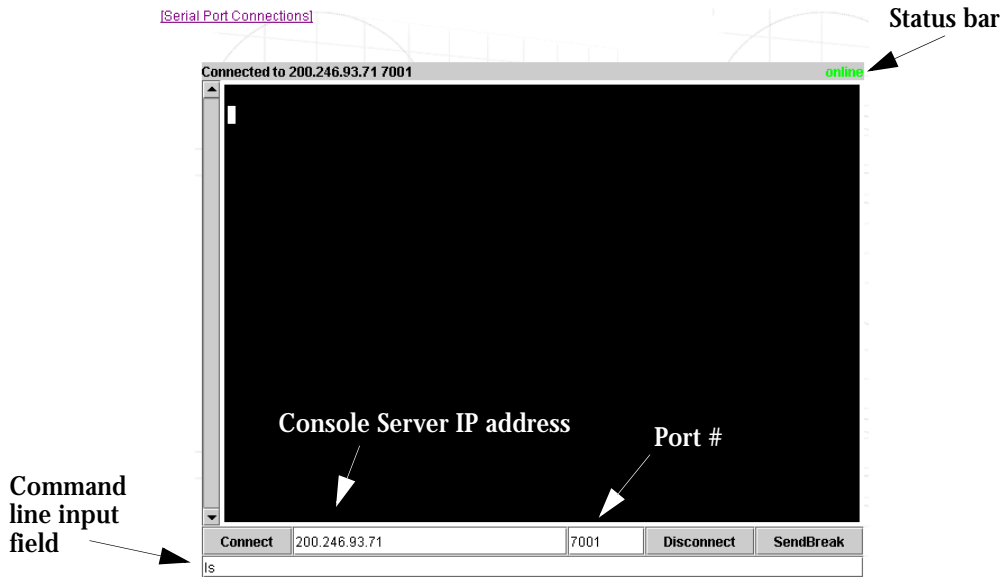 [Serial Port Connections]
Status bar
Connected to 200.246.93.71 7001 online
Console Server IP address
Port #
Command
line input
field
Connect 200.246.93.71 7001 Disconnect SendBreak
ls